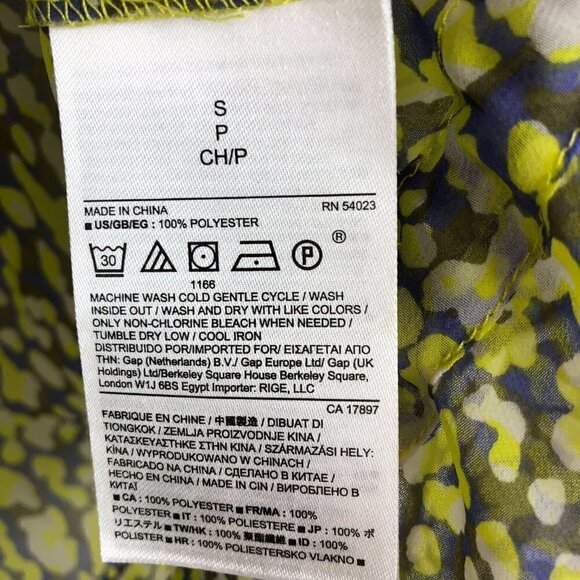 S
P
CH/P
MADE IN CHINA RN 54023
■ US/GB/EG : 100% POLYESTER
30 P ®
1166
MACHINE WASH COLD GENTLE CYCLE / WASH
INSIDE OUT / WASH AND DRY WITH LIKE COLORS /
ONLY NON-CHLORINE BLEACH WHEN NEEDED /
TUMBLE DRY LOW / COOL IRON
DISTRIBUIDO POR/IMPORTED FOR/ ΕΙΣΑΓΕΤΑΙ ΑΠΟ
ΤΗΝ: Gap (Netherlands) B.V./ Gap Europe Ltd/ Gap (UK
Holdings) Ltd/Berkeley Square House Berkeley Square,
London W1J 6BS Egypt Importer: RIGE, LLC
CA 17897
FABRIQUE EN CHINE / 中國製造 / DIBUAT DI
TIONGKOK / ZEMLJA PROIZVODNJE KINA /
ΚΑΤΑΣΚΕΥΑΣΤΗΚΕ ΣΤΗΝ ΚΙΝΑ / SZÁRMAZÁSI HELY:
KÍNA / WYPRODUKOWANO W CHINACH /
FABRICADO NA CHINA / СДЕЛАНО В КИТАЕ /
HECHO EN CHINA / MADE IN CIN / ВИРОБЛЕНО В
КИТАЇ
■ CA : 100% POLYESTER ■ FR/MA : 100%
POLYESTER ■ IT : 100% POLIESTERE ■ JP : 100% ポ
リエステル ■ TW/HK : 100% 聚酯纖維 ■ ID : 100%
POLISTER ■ HR : 100% POLIESTERSKO VLAKNO ■